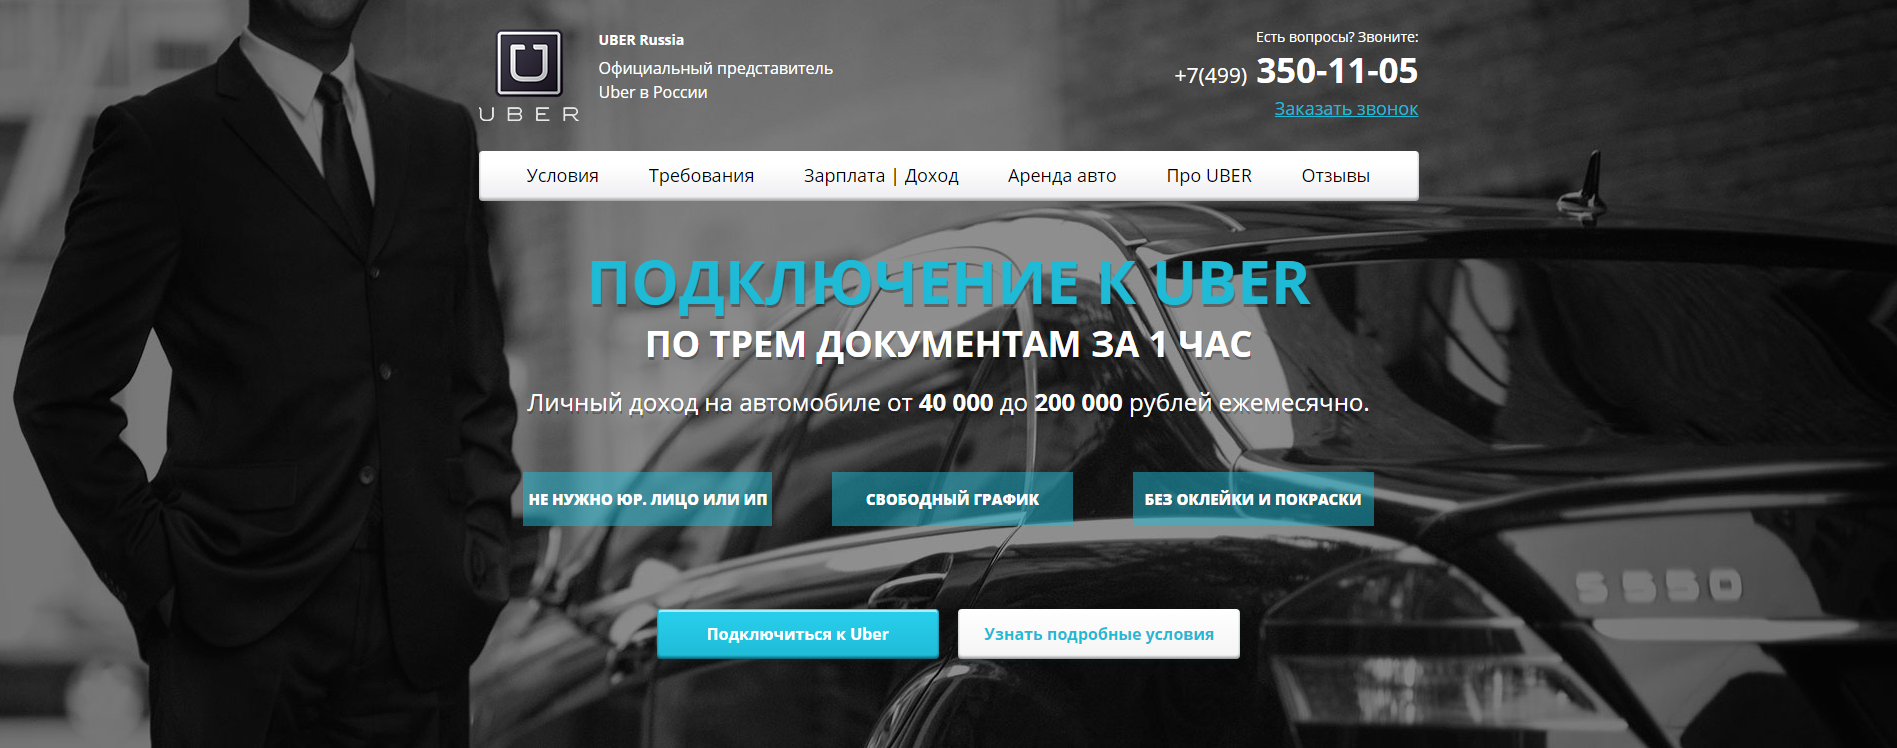 UBER
UBER Russia
Официальный представитель
Uber в России
Есть вопросы? Звоните:
+7(499) 350-11-05
Заказать звонок
Условия Требования Зарплата | Доход Аренда авто Про UBER Отзывы
ПОДКЛЮЧЕНИЕ К UBER
ПО ТРЕМ ДОКУМЕНТАМ ЗА 1 ЧАС
Личный доход на автомобиле от 40 000 до 200 000 рублей ежемесячно.
НЕ НУЖНО ЮР. ЛИЦО ИЛИ ИП СВОБОДНЫЙ ГРАФИК БЕЗ ОКЛЕЙКИ И ПОКРАСКИ
S550
Подключиться к Uber Узнать подробные условия